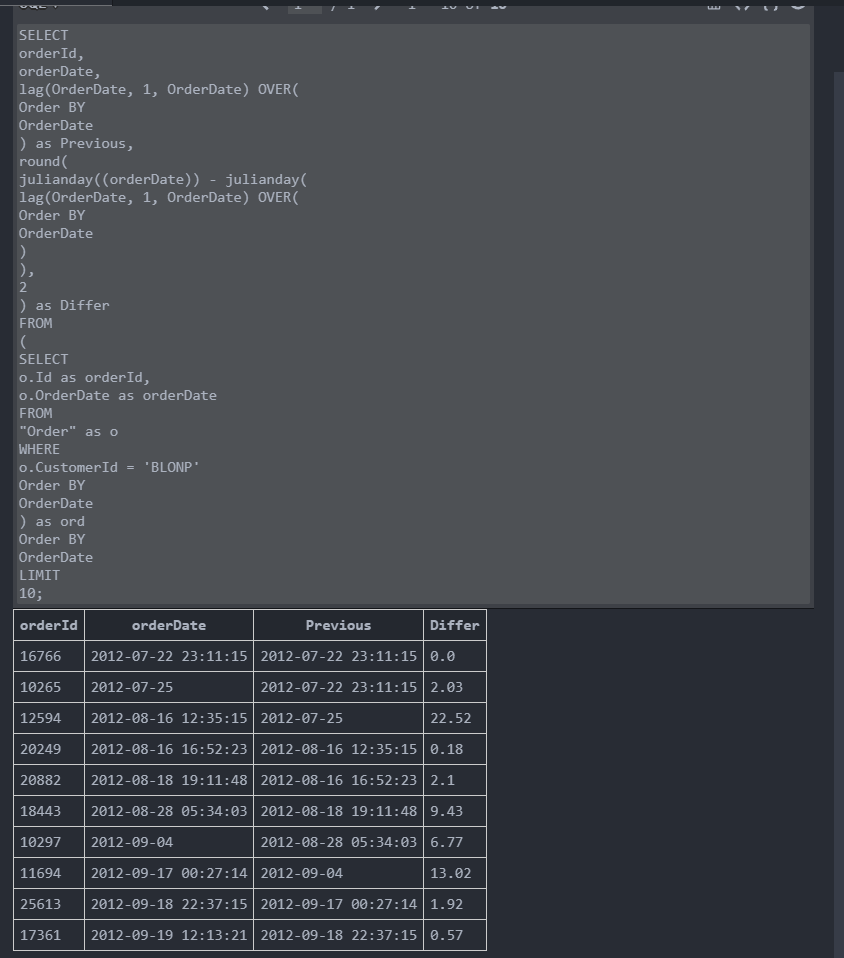 SELECT
orderId,
orderDate,
lag(OrderDate, 1, OrderDate) OVER(
Order BY
OrderDate
) as Previous,
round(
julianday((orderDate)) - julianday(
lag(OrderDate, 1, OrderDate) OVER(
Order BY
OrderDate
)
),
2
) as Differ
FROM
(
SELECT
o.Id as orderId,
o.OrderDate as orderDate
FROM
"Order" as o
WHERE
o.CustomerId = 'BLONP'
Order BY
OrderDate
) as ord
Order BY
OrderDate
LIMIT
10;
orderId orderDate Previous Differ
16766 2012-07-22 23:11:15 2012-07-22 23:11:15 0.0
10265 2012-07-25 2012-07-22 23:11:15 2.03
12594 2012-08-16 12:35:15 2012-07-25 22.52
20249 2012-08-16 16:52:23 2012-08-16 12:35:15 0.18
20882 2012-08-18 19:11:48 2012-08-16 16:52:23 2.1
18443 2012-08-28 05:34:03 2012-08-18 19:11:48 9.43
10297 2012-09-04 2012-08-28 05:34:03 6.77
11694 2012-09-17 00:27:14 2012-09-04 13.02
25613 2012-09-18 22:37:15 2012-09-17 00:27:14 1.92
17361 2012-09-19 12:13:21 2012-09-18 22:37:15 0.57